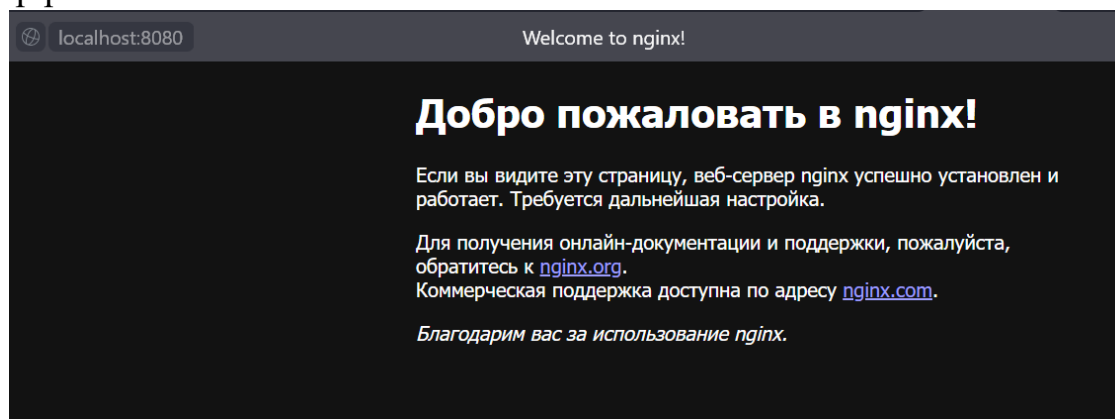 localhost:8080
Welcome to nginx!
Добро пожаловать в nginx!
Если вы видите эту страницу, веб-сервер nginx успешно установлен и
работает. Требуется дальнейшая настройка.
Для получения онлайн-документации и поддержки, пожалуйста,
обратитесь к nginx.org.
Коммерческая поддержка доступна по адресу nginx.com.
Благодарим вас за использование nginx.